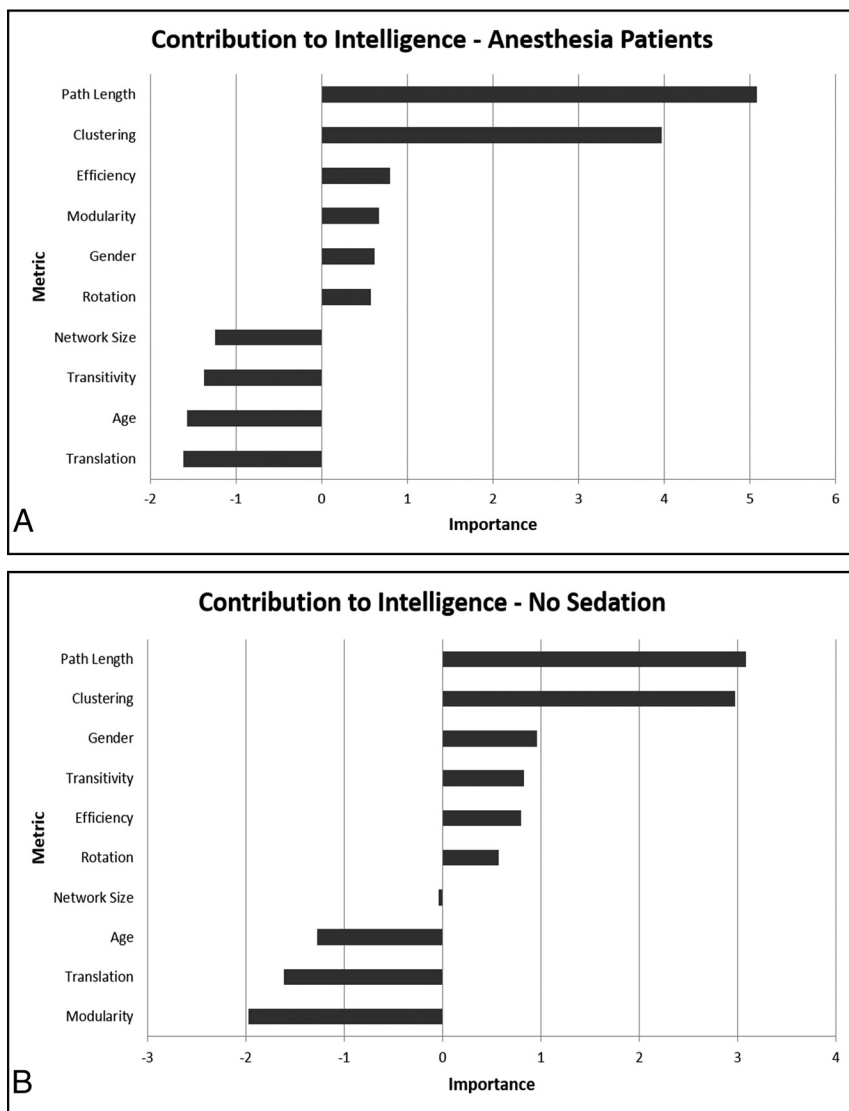 Contribution to Intelligence - Anesthesia Patients
Path Length
Clustering
Efficiency
Modularity
Gender
Rotation
Network Size
Transitivity
Age
Translation
Metric
-2 -1 0 1 2 3 4 5 6
Importance
A
Contribution to Intelligence - No Sedation
Path Length
Clustering
Gender
Transitivity
Efficiency
Rotation
Network Size
Age
Translation
Modularity
Metric
-3 -2 -1 0 1 2 3 4
Importance
B